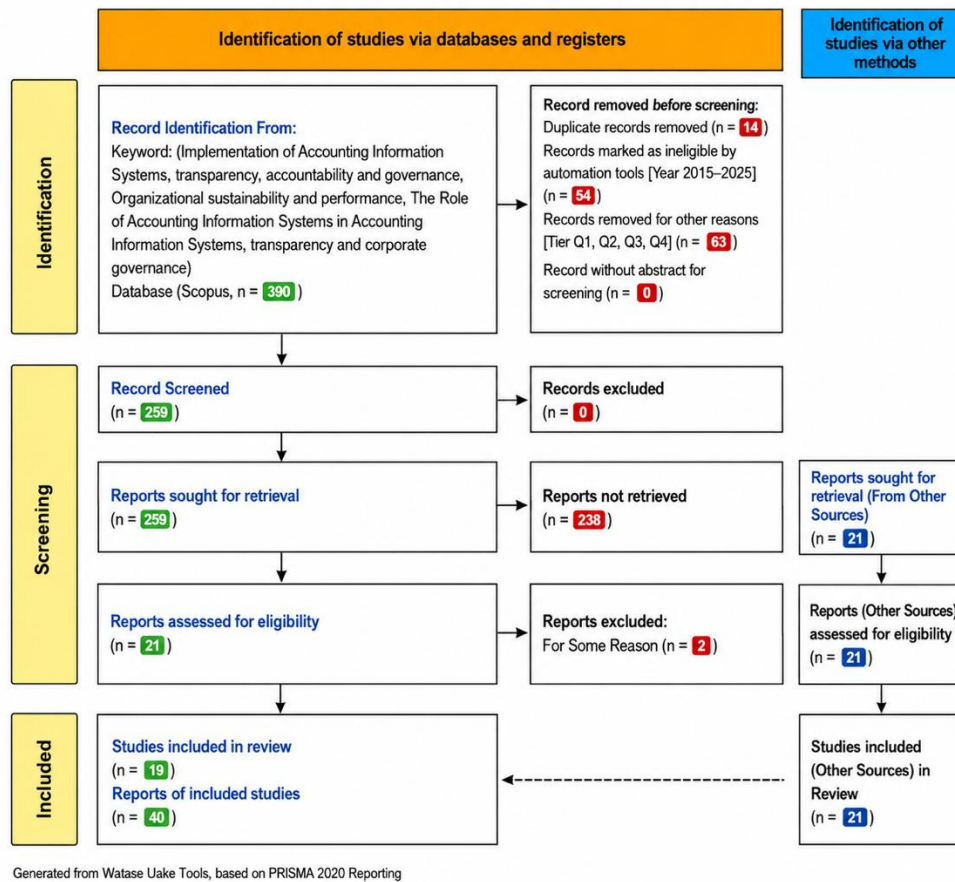 Identification of studies via databases and registers
Identification of
studies via other
methods
Identification
Record Identification From:
Keyword: (Implementation of Accounting Information
Systems, transparency, accountability and governance,
Organizational sustainability and performance, The Role
of Accounting Information Systems in Accounting
Information Systems, transparency and corporate
governance)
Database (Scopus, n = 390 )
Record removed before screening:
Duplicate records removed (n = 14 )
Records marked as ineligible by
automation tools [Year 2015–2025]
(n = 54 )
Records removed for other reasons
[Tier Q1, Q2, Q3, Q4] (n = 63 )
Record without abstract for
screening (n = 0 )
Screening
Record Screened
(n = 259 )
Records excluded
(n = 0 )
Reports sought for retrieval
(n = 259 )
Reports not retrieved
(n = 238 )
Reports sought for
retrieval (From Other
Sources)
(n = 21 )
Reports assessed for eligibility
(n = 21 )
Reports excluded:
For Some Reason (n = 2 )
Reports (Other Sources)
assessed for eligibility
(n = 21 )
Included
Studies included in review
(n = 19 )
Reports of included studies
(n = 40 )
Studies included
(Other Sources) in
Review
(n = 21 )
Generated from Watase Uake Tools, based on PRISMA 2020 Reporting